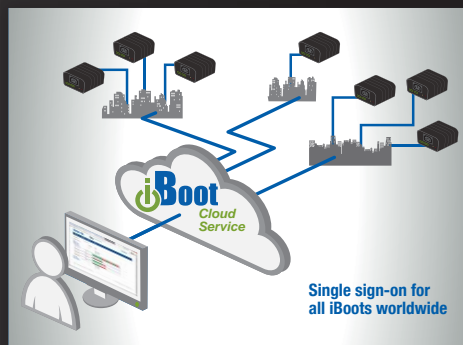 iBoot
Cloud
Service
Single sign-on for
all iBoots worldwide